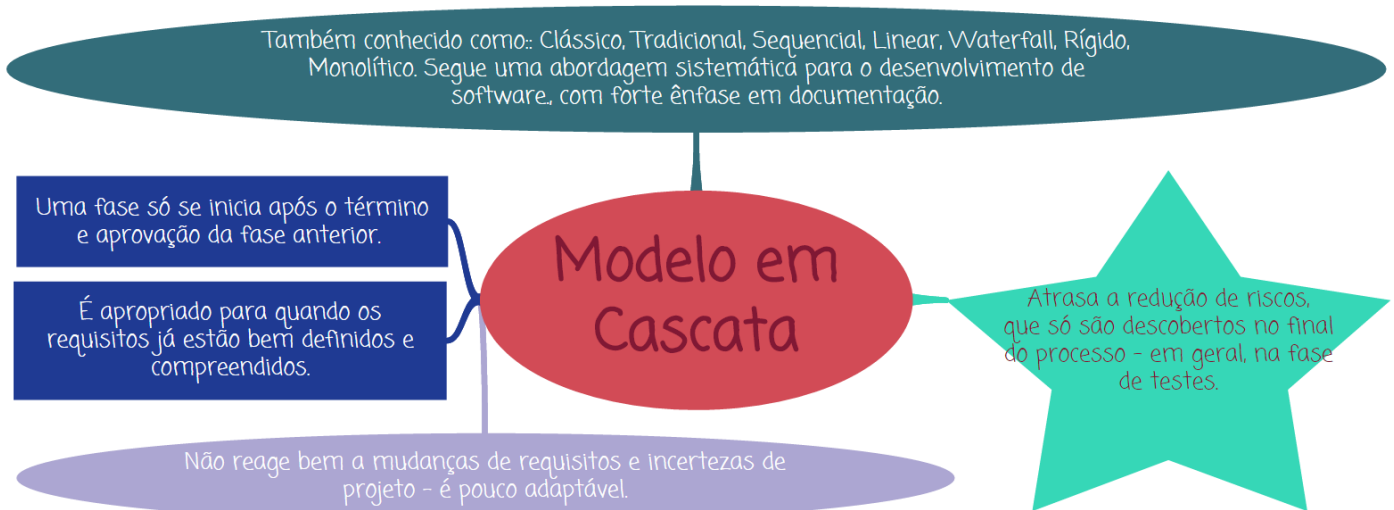 Também conhecido como:: Clássico, Tradicional, Sequencial, Linear, Waterfall, Rígido,
Monolítico. Segue uma abordagem sistemática para o desenvolvimento de
software., com forte ênfase em documentação.
Uma fase só se inicia após o término
e aprovação da fase anterior.
É apropriado para quando os
requisitos já estão bem definidos e
compreendidos.
Modelo em
Cascata
Atrasa a redução de riscos,
que só são descobertos no final
do processo - em geral, na fase
de testes.
Não reage bem a mudanças de requisitos e incertezas de
projeto - é pouco adaptável.